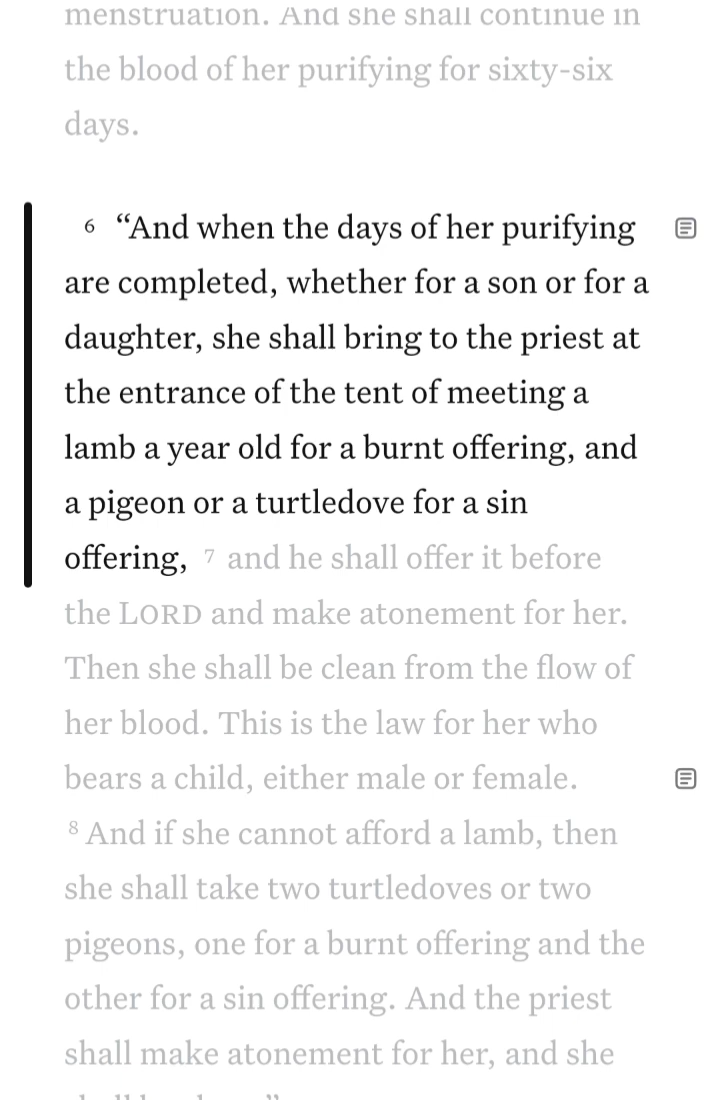 menstruation. And she shall continue in
the blood of her purifying for sixty-six
days.
6 “And when the days of her purifying
are completed, whether for a son or for a
daughter, she shall bring to the priest at
the entrance of the tent of meeting a
lamb a year old for a burnt offering, and
a pigeon or a turtledove for a sin
offering, 7 and he shall offer it before
the LORD and make atonement for her.
Then she shall be clean from the flow of
her blood. This is the law for her who
bears a child, either male or female.
8 And if she cannot afford a lamb, then
she shall take two turtledoves or two
pigeons, one for a burnt offering and the
other for a sin offering. And the priest
shall make atonement for her, and she